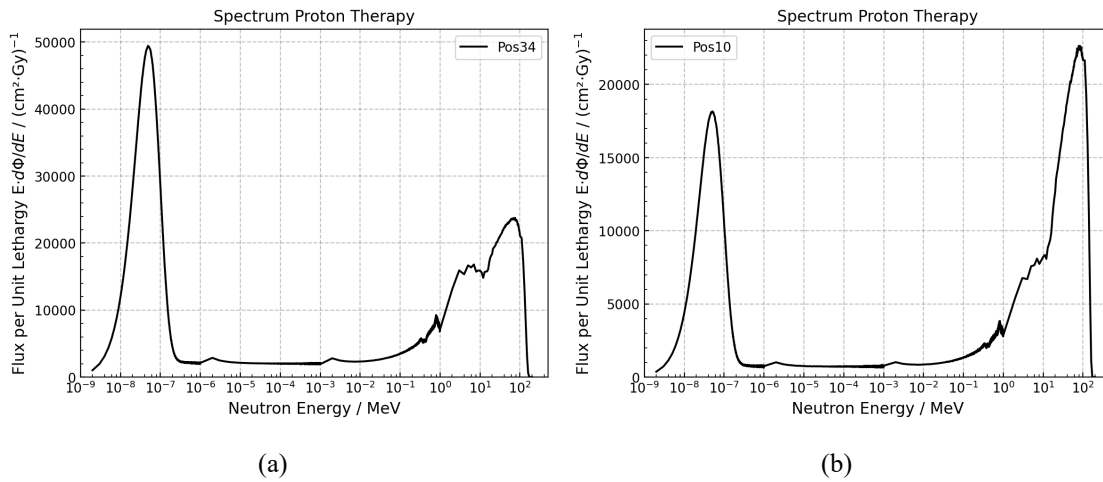 Spectrum Proton Therapy
Flux per Unit Lethargy E·dΦ/dE / (cm²·Gy)⁻¹
50000
40000
30000
20000
10000
0
Pos34
10⁻⁹ 10⁻⁸ 10⁻⁷ 10⁻⁶ 10⁻⁵ 10⁻⁴ 10⁻³ 10⁻² 10⁻¹ 10⁰ 10¹ 10²
Neutron Energy / MeV
(a)
Spectrum Proton Therapy
Flux per Unit Lethargy E·dΦ/dE / (cm²·Gy)⁻¹
20000
15000
10000
5000
0
Pos10
10⁻⁹ 10⁻⁸ 10⁻⁷ 10⁻⁶ 10⁻⁵ 10⁻⁴ 10⁻³ 10⁻² 10⁻¹ 10⁰ 10¹ 10²
Neutron Energy / MeV
(b)